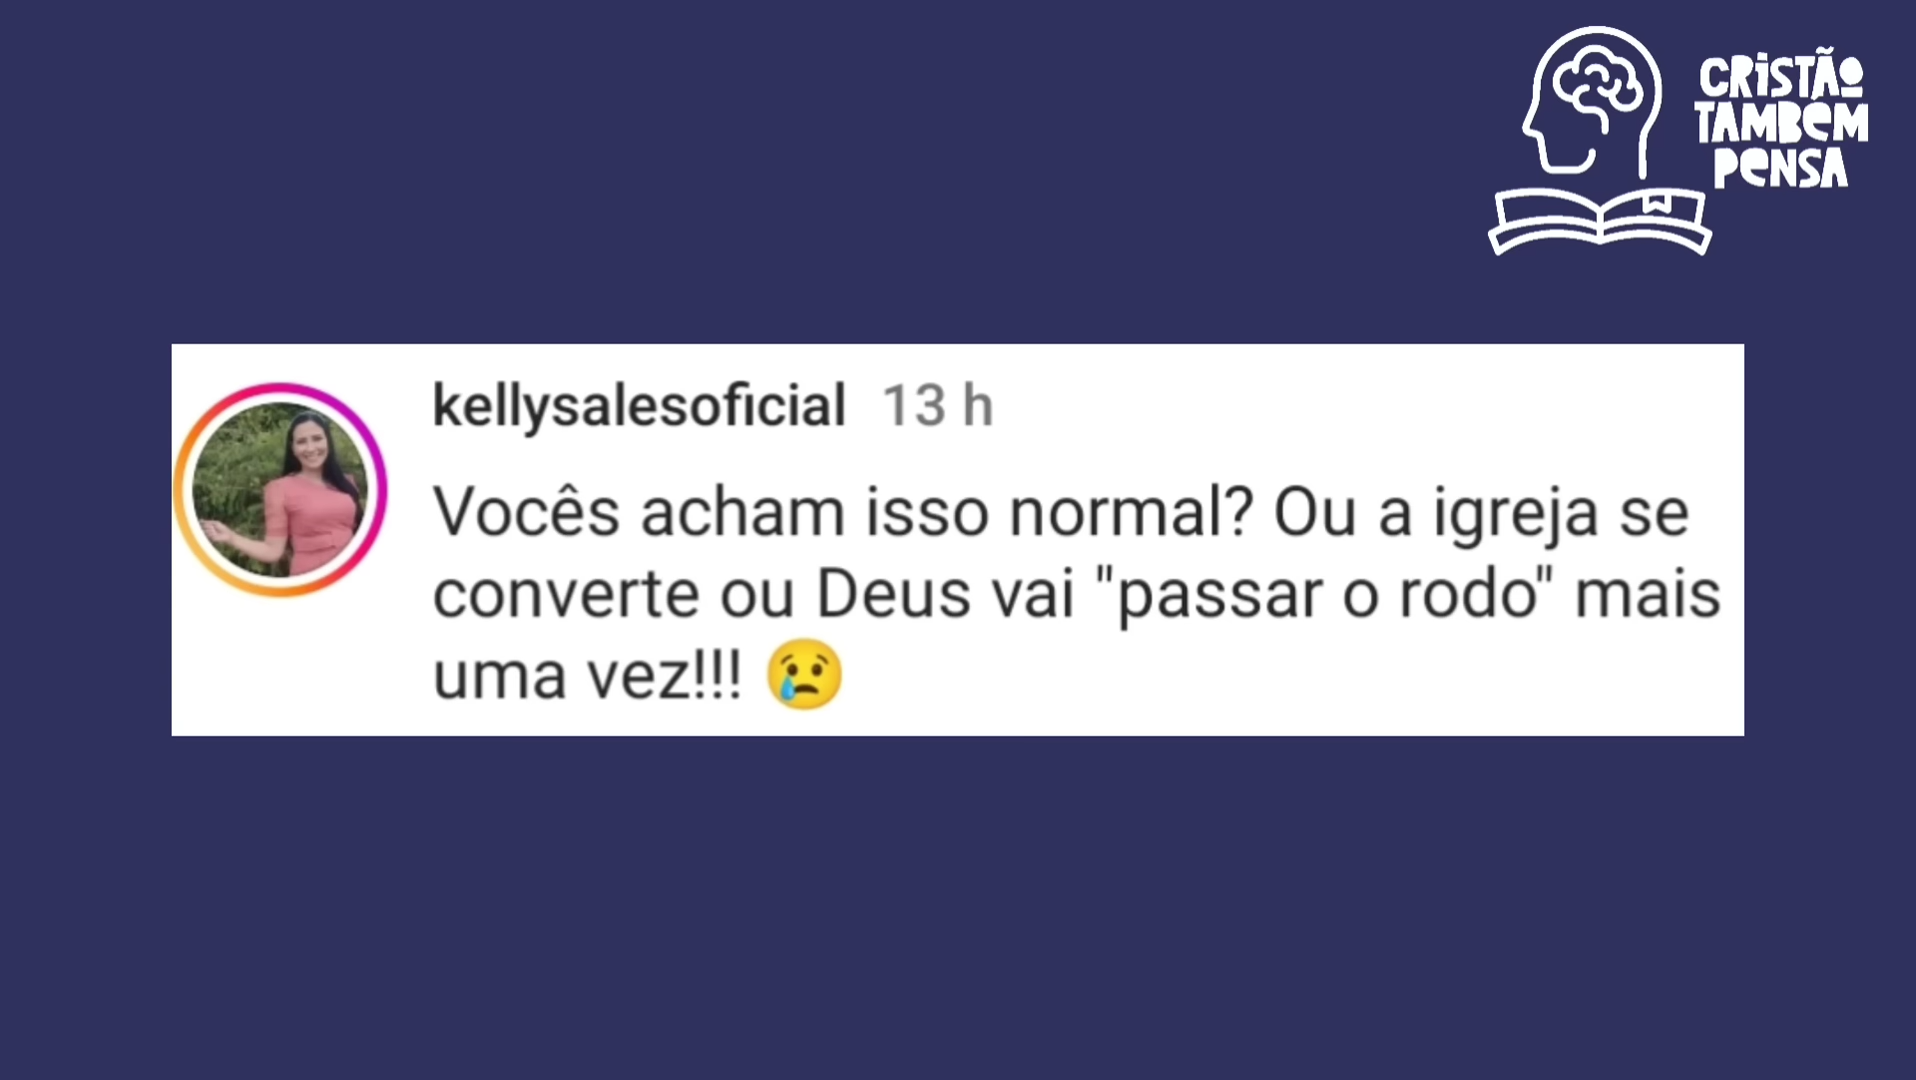 CRISTÃO
TAMBÉM
PENSA
kellysalesoficial 13 h
Vocês acham isso normal? Ou a igreja se
converte ou Deus vai "passar o rodo" mais
uma vez!!! 😢